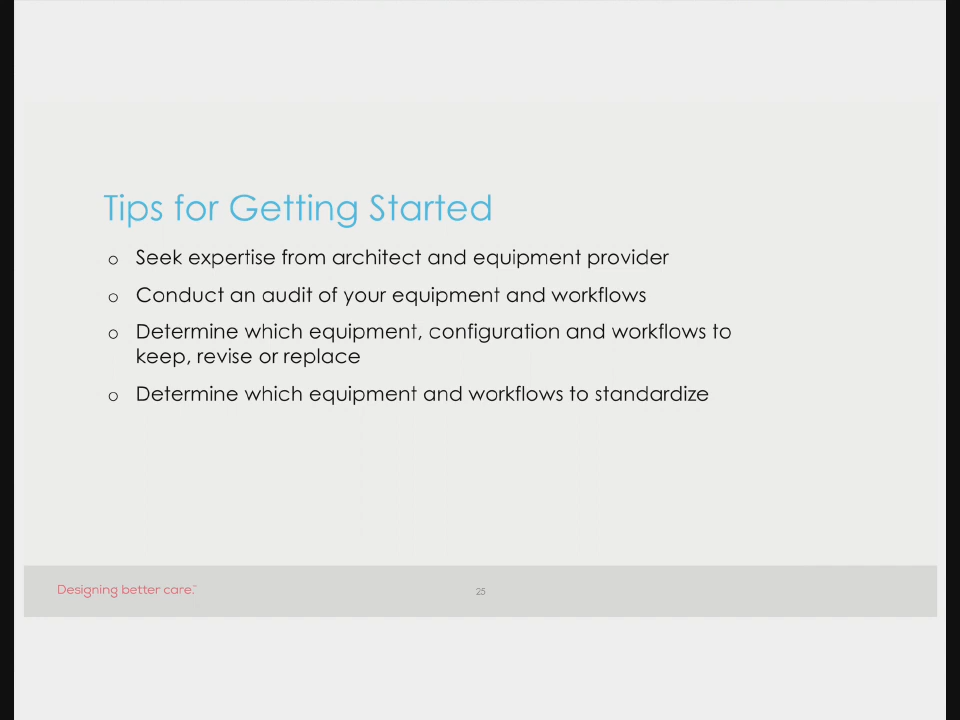 Tips for Getting Started
o Seek expertise from architect and equipment provider
o Conduct an audit of your equipment and workflows
o Determine which equipment, configuration and workflows to
keep, revise or replace
o Determine which equipment and workflows to standardize
Designing better care.™
25